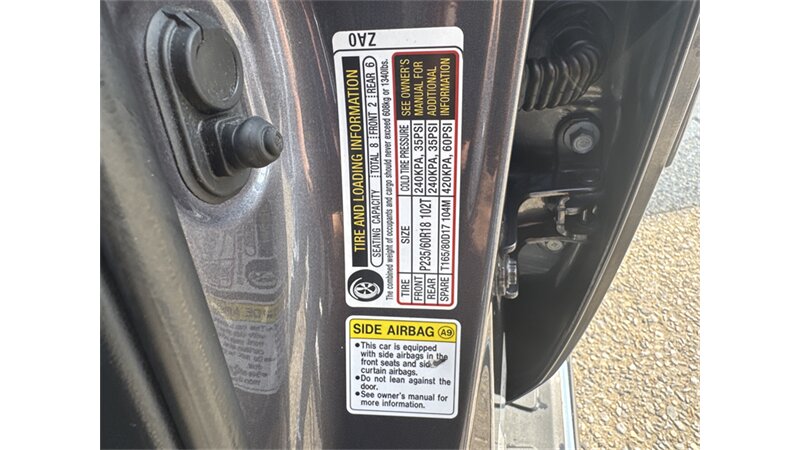 ZA0
TIRE AND LOADING INFORMATION
SEATING CAPACITY TOTAL 8 FRONT 2 REAR 6
The combined weight of occupants and cargo should never exceed 608kg or 1340lbs.
TIRE SIZE COLD TIRE PRESSURE
FRONT P235/60R18 102T 240KPA, 35PSI
REAR 240KPA, 35PSI
SPARE T165/80D17 104M 420KPA, 60PSI
SEE OWNER'S
MANUAL FOR
ADDITIONAL
INFORMATION
SIDE AIRBAG A9
•This car is equipped
with side airbags in the
front seats and side
curtain airbags.
•Do not lean against the
door.
•See owner's manual for
more information.